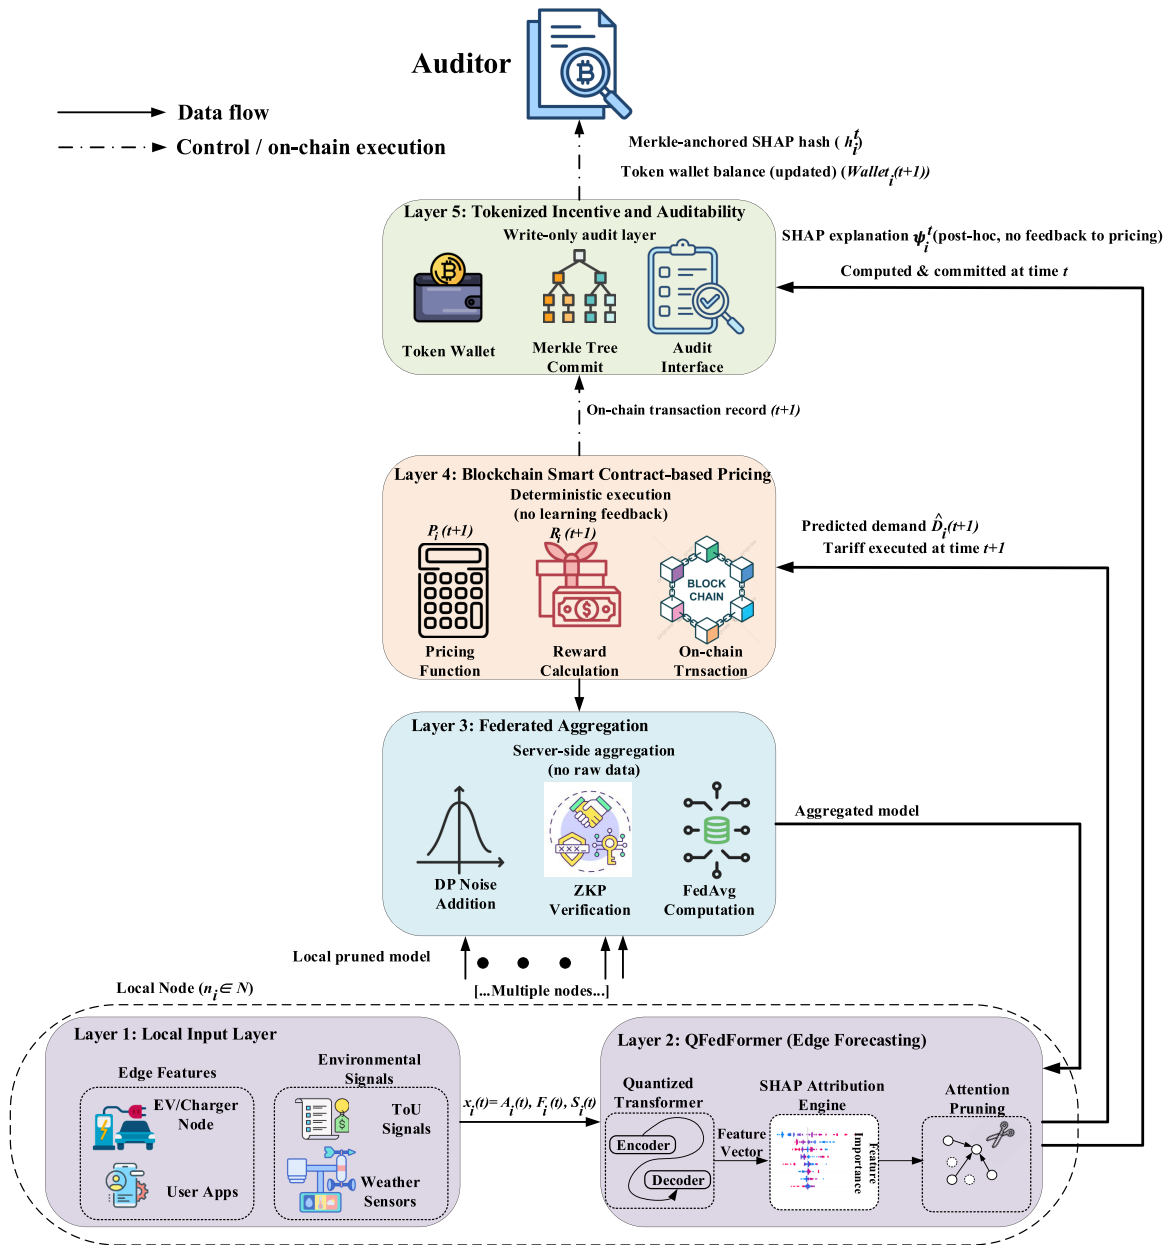 Auditor
Data flow
Control / on-chain execution
Merkle-anchored SHAP hash ( h_i^t)
Token wallet balance (updated) (Wallet_i(t+1))
Layer 5: Tokenized Incentive and Auditability
Write-only audit layer
Token Wallet
Merkle Tree
Commit
Audit
Interface
SHAP explanation ψ_i^t(post-hoc, no feedback to pricing)
Computed & committed at time t
On-chain transaction record (t+1)
Layer 4: Blockchain Smart Contract-based Pricing
Deterministic execution
(no learning feedback)
P_i (t+1)
R_i (t+1)
BLOCK
CHAIN
Pricing
Function
Reward
Calculation
On-chain
Trnsaction
Predicted demand D̂_i(t+1)
Tariff executed at time t+1
Layer 3: Federated Aggregation
Server-side aggregation
(no raw data)
DP Noise
Addition
ZKP
Verification
FedAvg
Computation
Aggregated model
Local pruned model
[...Multiple nodes...]
Local Node (n_i∈ N)
Layer 1: Local Input Layer
Edge Features
EV/Charger
Node
User Apps
Environmental
Signals
ToU
Signals
Weather
Sensors
x_i(t)= A_i(t), F_i(t), S_i(t)
Layer 2: QFedFormer (Edge Forecasting)
Quantized
Transformer
Encoder
Decoder
Feature
Vector
SHAP Attribution
Engine
Feature
Importance
Attention
Pruning